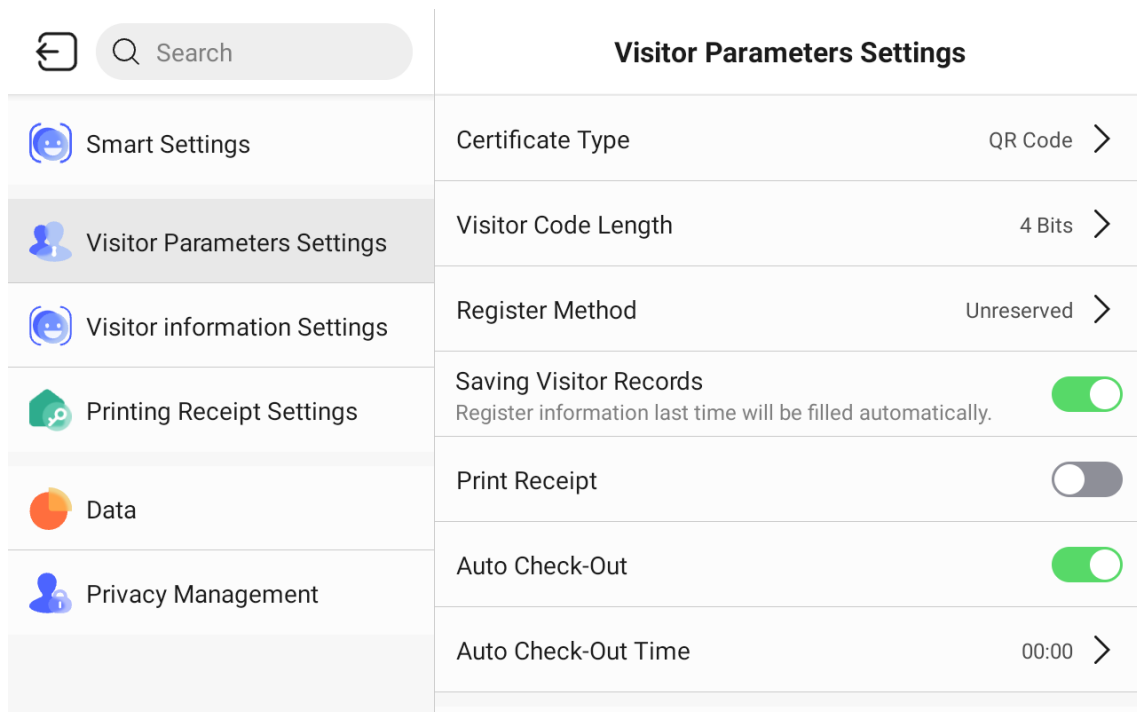 Search
Smart Settings
Visitor Parameters Settings
Visitor information Settings
Printing Receipt Settings
Data
Privacy Management
Visitor Parameters Settings
Certificate Type
QR Code
Visitor Code Length
4 Bits
Register Method
Unreserved
Saving Visitor Records
Register information last time will be filled automatically.
Print Receipt
Auto Check-Out
Auto Check-Out Time
00:00